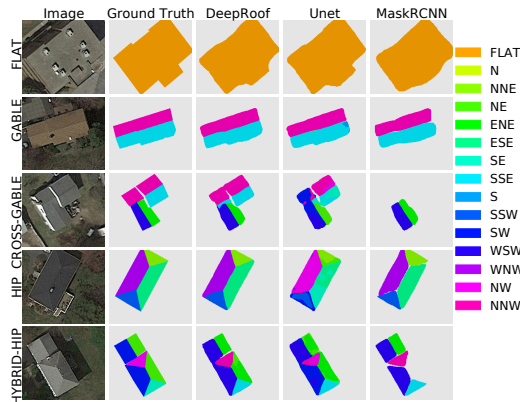 Image Ground Truth DeepRoof Unet MaskRCNN
FLAT
GABLE
CROSS-GABLE
HIP
HYBRID-HIP
FLAT
N
NNE
NE
ENE
ESE
SE
SSE
S
SSW
SW
WSW
WNW
NW
NNW